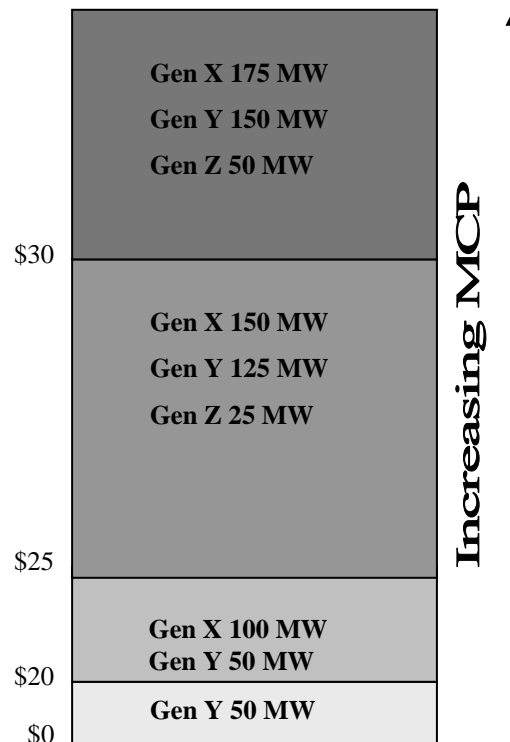 Gen X 175 MW
Gen Y 150 MW
Gen Z 50 MW
$30
Gen X 150 MW
Gen Y 125 MW
Gen Z 25 MW
$25
Gen X 100 MW
Gen Y 50 MW
$20
Gen Y 50 MW
$0
Increasing MCP